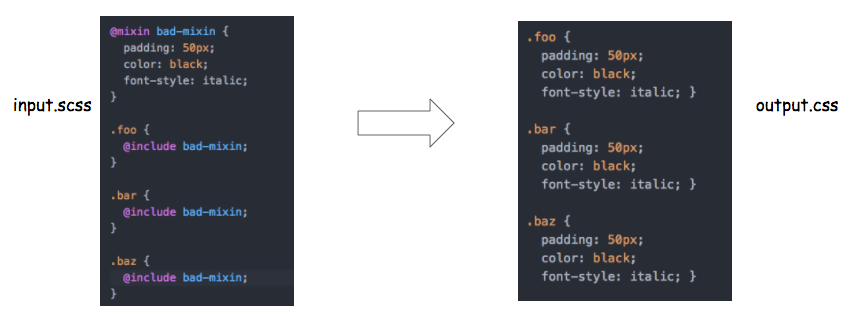 input.scss
@mixin bad-mixin {
  padding: 50px;
  color: black;
  font-style: italic;
}
.foo {
  @include bad-mixin;
}
.bar {
  @include bad-mixin;
}
.baz {
  @include bad-mixin;
}
.foo {
  padding: 50px;
  color: black;
  font-style: italic; }
.bar {
  padding: 50px;
  color: black;
  font-style: italic; }
.baz {
  padding: 50px;
  color: black;
  font-style: italic; }
output.css